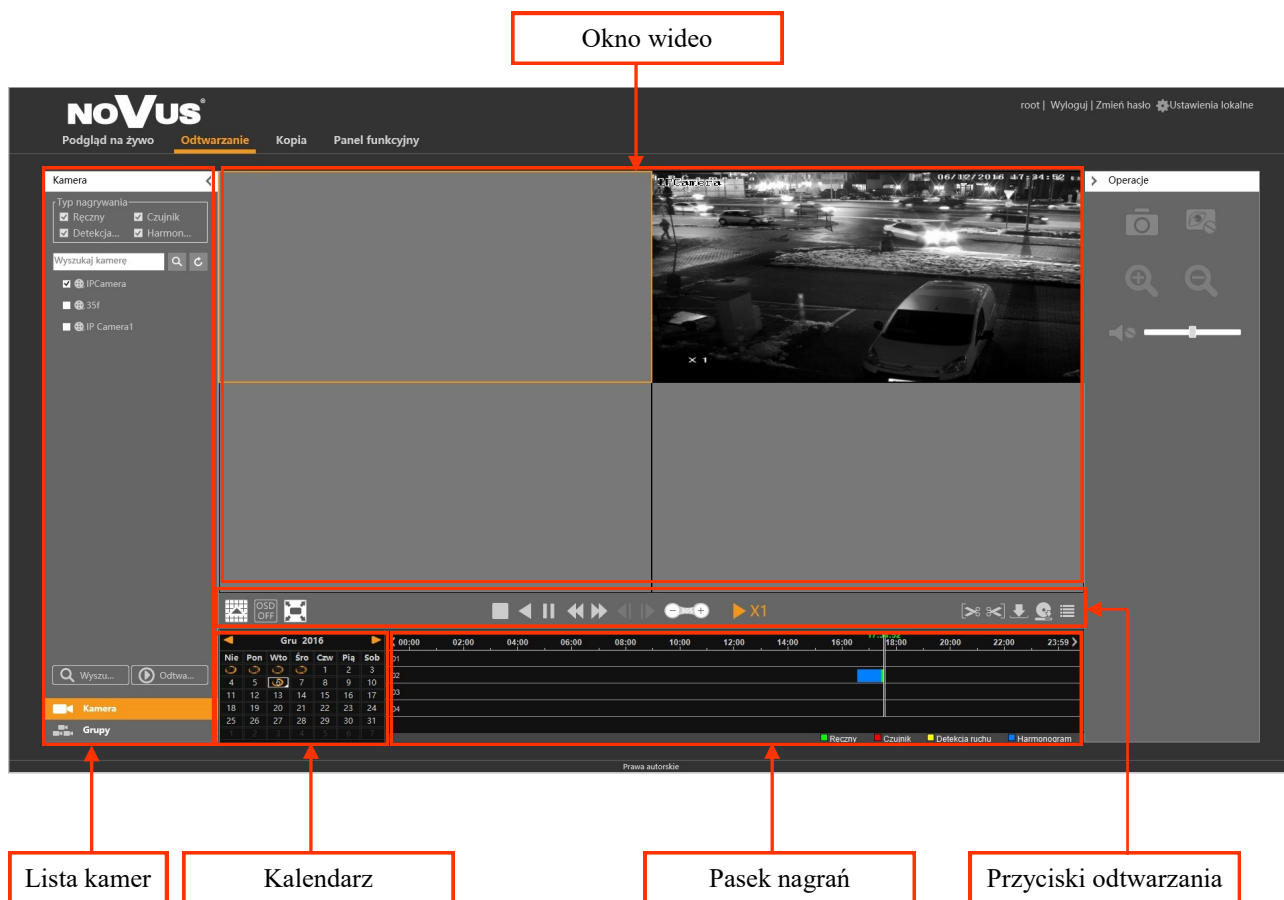 Okno wideo
NOVUS®
root | Wyloguj | Zmień hasło Ustawienia lokalne
Podgląd na żywo Odtwarzanie Kopia Panel funkcyjny
Kamera
Typ nagrywania
Ręczny Czujnik
Detekcja... Harmon...
Wyszukaj kamerę
IPCamera
35f
IP Camera1
IPCamera 06/12/2016 17:34:52
X 1
Operacje
OSD
OFF
X1
Gru 2016
Nie Pon Wto Śro Czw Pią Sob
1 2 3
4 5 6 7 8 9 10
11 12 13 14 15 16 17
18 19 20 21 22 23 24
25 26 27 28 29 30 31
1 2 3 4 5 6 7
17:34:52
00:00 02:00 04:00 06:00 08:00 10:00 12:00 14:00 16:00 18:00 20:00 22:00 23:59
01
02
03
04
Ręczny Czujnik Detekcja ruchu Harmonogram
Wyszu... Odtwa...
Kamera
Grupy
Prawa autorskie
Lista kamer Kalendarz Pasek nagrań Przyciski odtwarzania